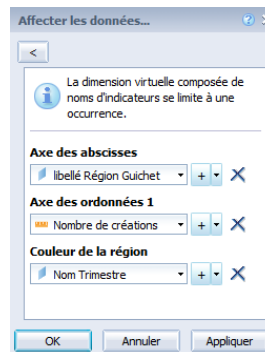 Affecter les données...
<
La dimension virtuelle composée de
noms d'indicateurs se limite à une
occurrence.
Axe des abscisses
libellé Région Guichet
Axe des ordonnées 1
Nombre de créations
Couleur de la région
Nom Trimestre
OK Annuler Appliquer